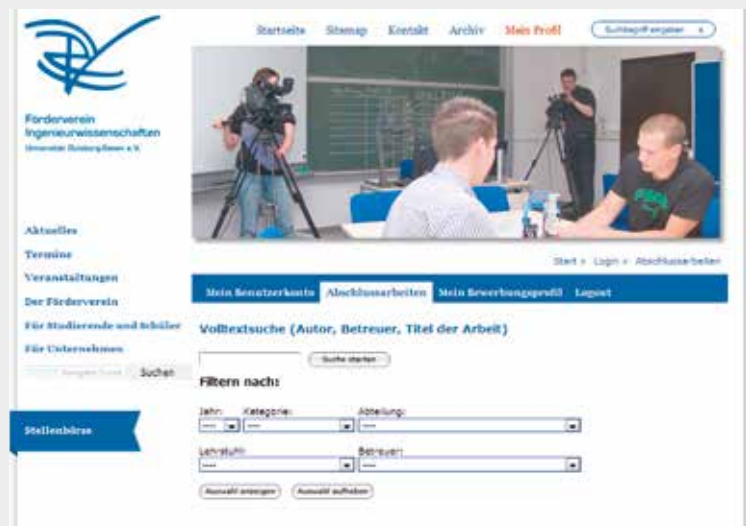 Startseite Sitemap Kontakt Archiv Mein Profil Suchbegriff eingeben
Förderverein
Ingenieurwissenschaften
Universität Duisburg-Essen e.V.
Aktuelles
Termine
Veranstaltungen
Der Förderverein
Für Studierende und Schüler
Für Unternehmen
Suchen
Stellenbörse
Start » Login » Abschlussarbeiten
Mein Benutzerkonto Abschlussarbeiten Mein Bewerbungsprofil Logout
Volltextsuche (Autor, Betreuer, Titel der Arbeit)
Suche starten
Filtern nach:
Jahr: Kategorie: Abteilung:
---- ---- ----
Lehrstuhl: Betreuer:
---- ----
Auswahl anzeigen Auswahl aufheben